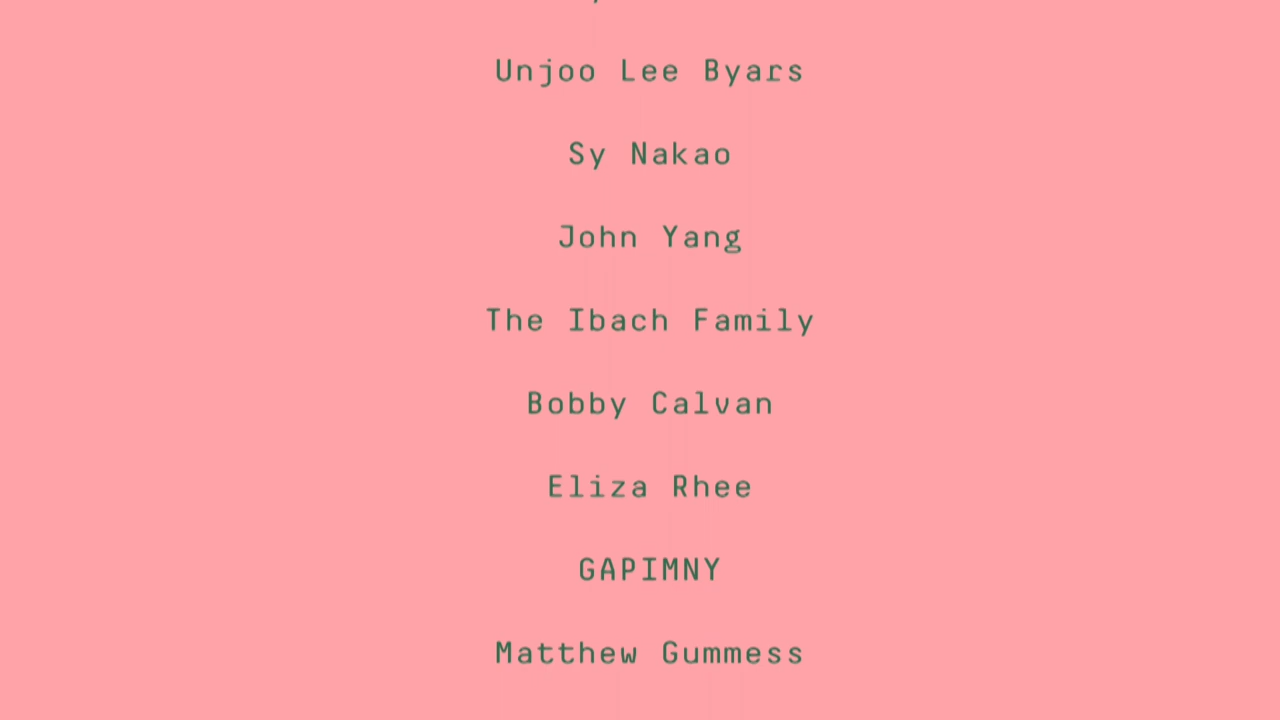 Unjoo Lee Byars
Sy Nakao
John Yang
The Ibach Family
Bobby Calvan
Eliza Rhee
GAPIMNY
Matthew Gummess